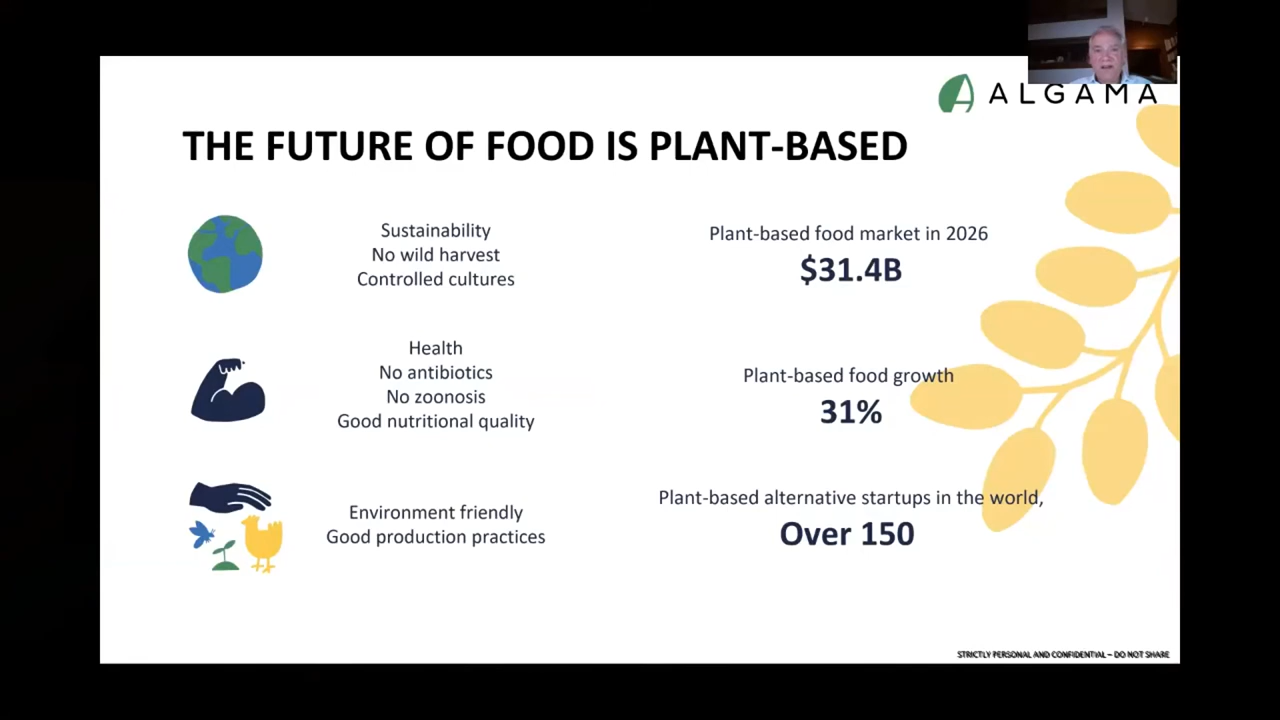 ALGAMA
THE FUTURE OF FOOD IS PLANT-BASED
Sustainability
No wild harvest
Controlled cultures
Plant-based food market in 2026
$31.4B
Health
No antibiotics
No zoonosis
Good nutritional quality
Plant-based food growth
31%
Environment friendly
Good production practices
Plant-based alternative startups in the world,
Over 150
STRICTLY PERSONAL AND CONFIDENTIAL – DO NOT SHARE